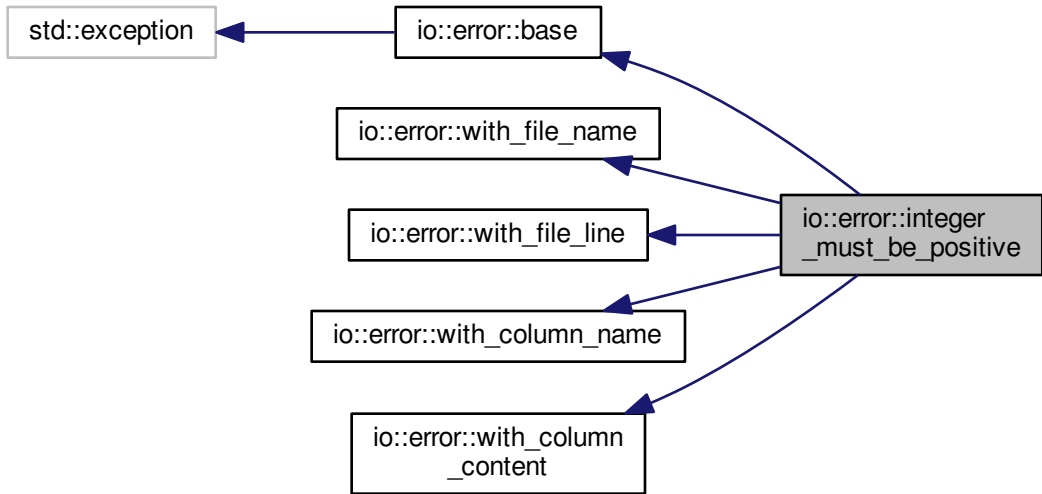 std::exception
io::error::base
io::error::with_file_name
io::error::with_file_line
io::error::integer
_must_be_positive
io::error::with_column_name
io::error::with_column
_content